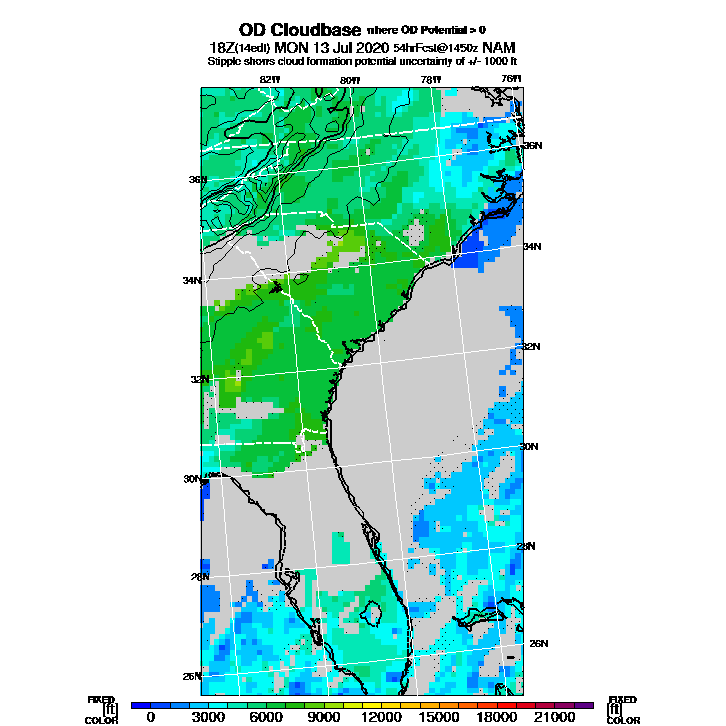 OD Cloudbase where OD Potential > 0
18Z(14edt) MON 13 Jul 2020 54hrFcst@1450z NAM
Stipple shows cloud formation potential uncertainty of +/- 1000 ft
82W 80W 78W 76W
36N
36N
34N
34N
32N
32N
30N
30N
28N
28N
26N
26N
FIXED FIXED
[ft] [ft]
COLOR 0 3000 6000 9000 12000 15000 18000 21000 COLOR